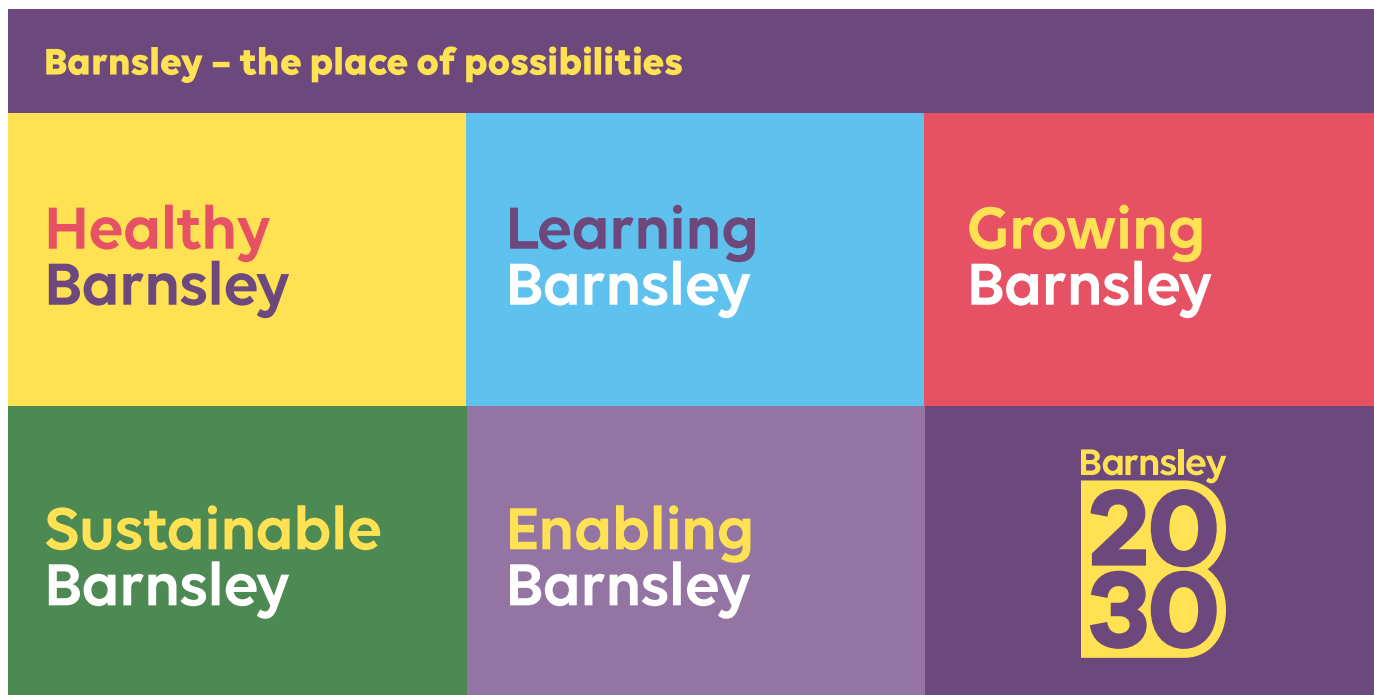 Barnsley – the place of possibilities
Healthy
Barnsley
Learning
Barnsley
Growing
Barnsley
Sustainable
Barnsley
Enabling
Barnsley
Barnsley
20
30